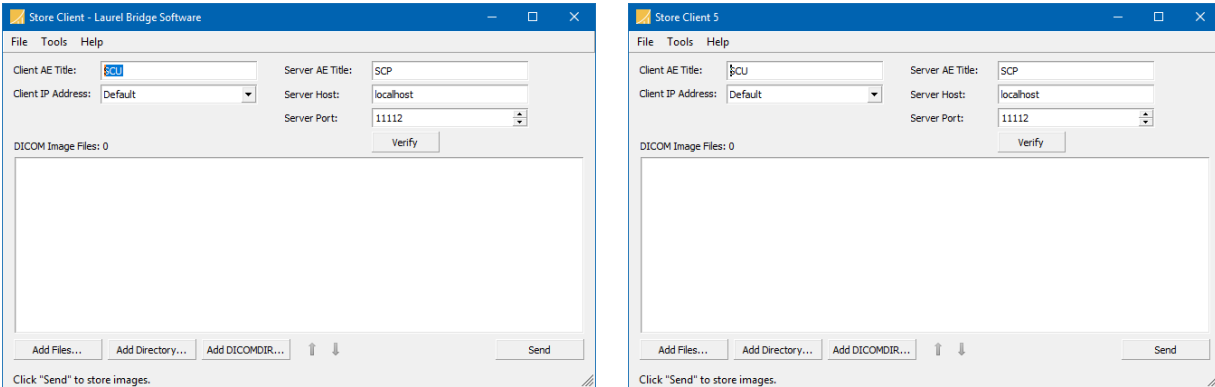 Store Client - Laurel Bridge Software
File Tools Help
Client AE Title: SCU Server AE Title: SCP
Client IP Address: Default Server Host: localhost
Server Port: 11112
Verify
DICOM Image Files: 0
Add Files... Add Directory... Add DICOMDIR... Send
Click "Send" to store images.
Store Client 5
File Tools Help
Client AE Title: SCU Server AE Title: SCP
Client IP Address: Default Server Host: localhost
Server Port: 11112
Verify
DICOM Image Files: 0
Add Files... Add Directory... Add DICOMDIR... Send
Click "Send" to store images.